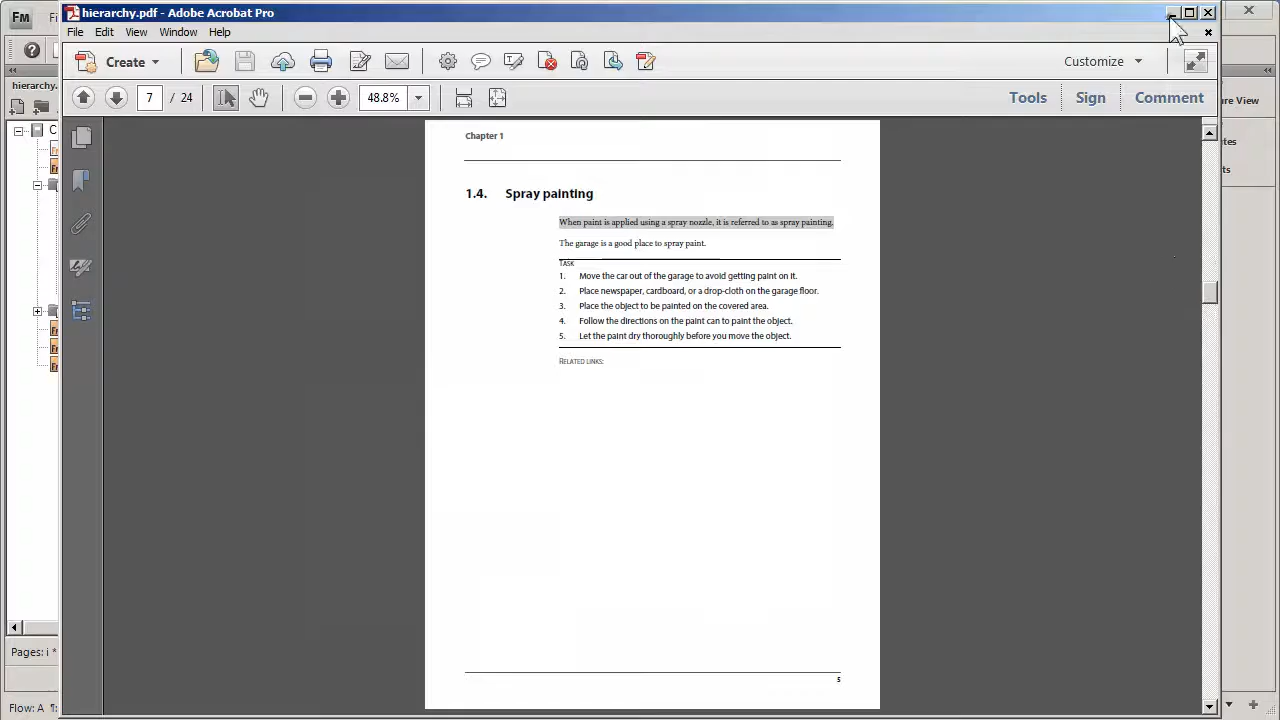 Fm
hierarchy.pdf - Adobe Acrobat Pro
File Edit View Window Help
Create
Customize
hierarchy.
7 / 24
48.8%
Tools Sign Comment
Chapter 1
1.4. Spray painting
When paint is applied using a spray nozzle, it is referred to as spray painting.
The garage is a good place to spray paint.
TASK
1. Move the car out of the garage to avoid getting paint on it.
2. Place newspaper, cardboard, or a drop-cloth on the garage floor.
3. Place the object to be painted on the covered area.
4. Follow the directions on the paint can to paint the object.
5. Let the paint dry thoroughly before you move the object.
RELATED LINKS:
5
Pages: i *
Flow: A